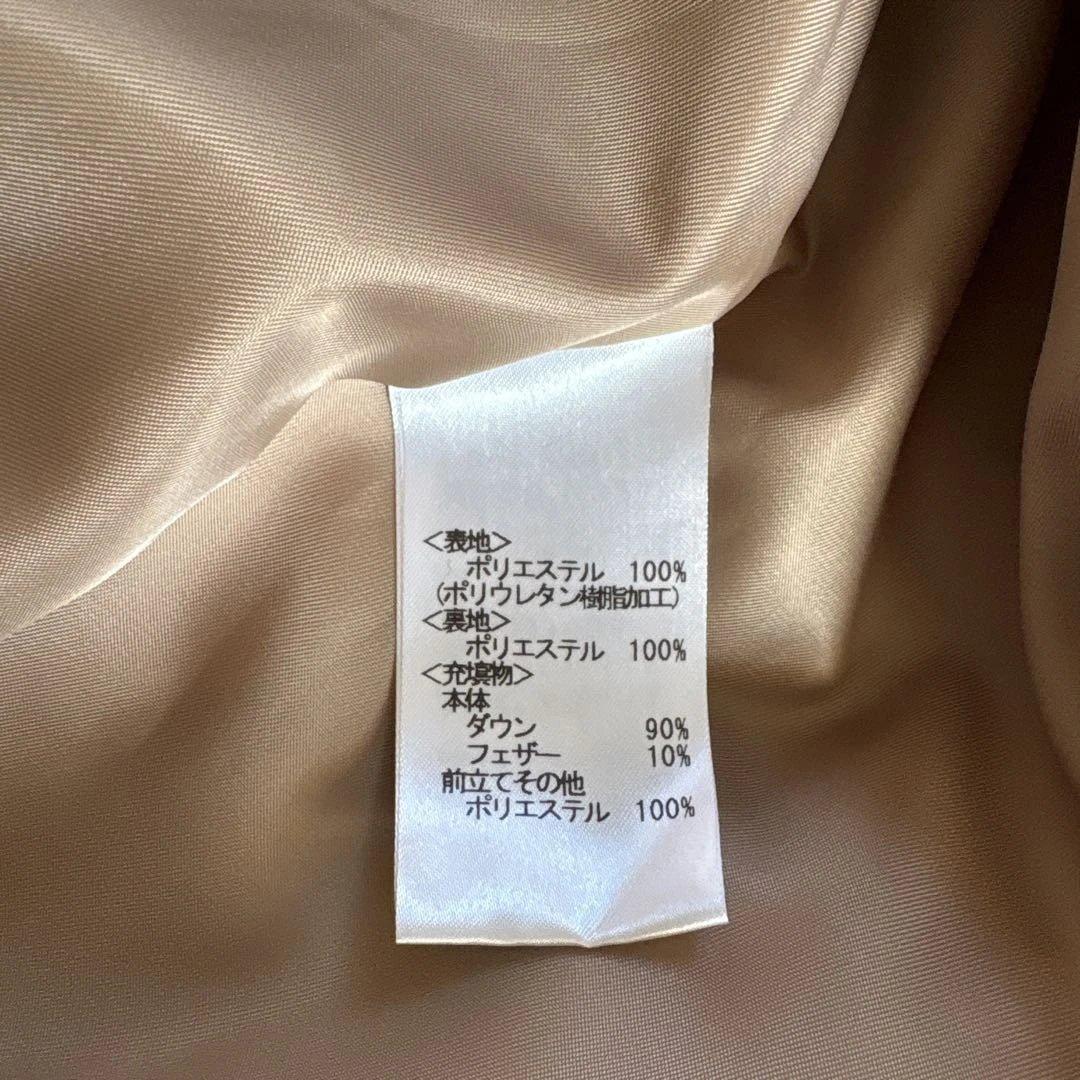 <表地>
ポリエステル 100%
(ポリウレタン樹脂加工)
<裏地>
ポリエステル 100%
<充填物>
本体
ダウン 90%
フェザー 10%
前立てその他
ポリエステル 100%